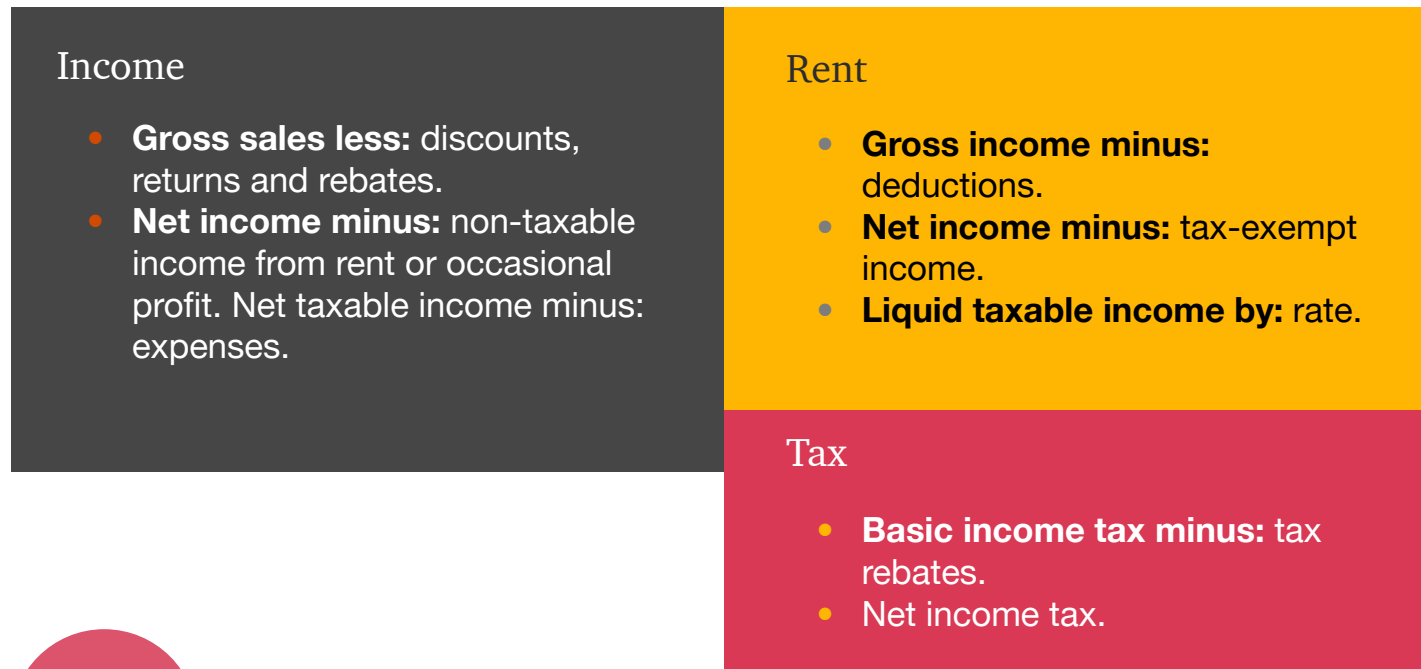 Income
• Gross sales less: discounts,
returns and rebates.
• Net income minus: non-taxable
income from rent or occasional
profit. Net taxable income minus:
expenses.
Rent
• Gross income minus:
deductions.
• Net income minus: tax-exempt
income.
• Liquid taxable income by: rate.
Tax
• Basic income tax minus: tax
rebates.
• Net income tax.